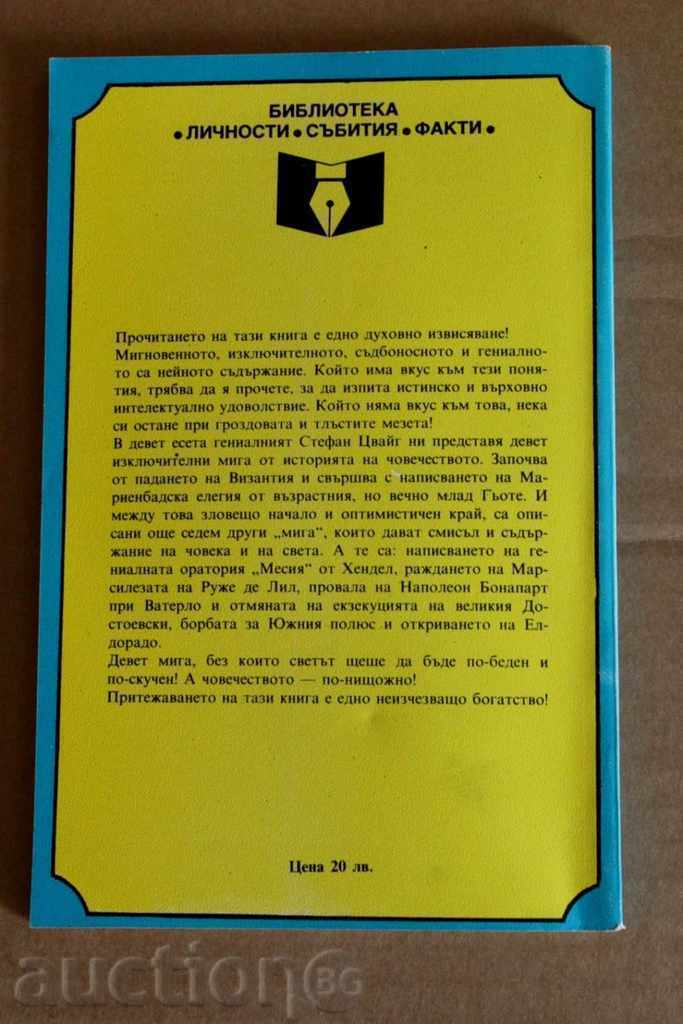 БИБЛИОТЕКА
•ЛИЧНОСТИ•СЪБИТИЯ•ФАКТИ•
Прочитането на тази книга е едно духовно извисяване!
Мигновенното, изключителното, съдбоносното и гениално-
то са нейното съдържание. Който има вкус към тези поня-
тия, трябва да я прочете, за да изпита истинско и върховно
интелектуално удоволствие. Който няма вкус към това, нека
си остане при гроздовата и тлъстите мезета!
В девет есета гениалният Стефан Цвайг ни представя девет
изключителни мига от историята на човечеството. Започва
от падането на Византия и свършва с написването на Ма-
риенбадска елегия от възрастния, но вечно млад Гьоте. И
между това зловещо начало и оптимистичен край, са опи-
сани още седем други „мига“, които дават смисъл и съдър-
жание на човека и на света. А те са: написването на ге-
ниалната оратория „Месия“ от Хендел, раждането на Мар-
силезата на Руже де Лил, провала на Наполеон Бонапарт
при Ватерло и отмяната на екзекуцията на великия До-
стоевски, борбата за Южния полюс и откриването на Ел-
дорадо.
Девет мига, без които светът щеше да бъде по-беден и
по-скучен! А човечеството — по-нищожно!
Притежаването на тази книга е едно неизчезващо богатство!
Цена 20 лв.
auctionBG